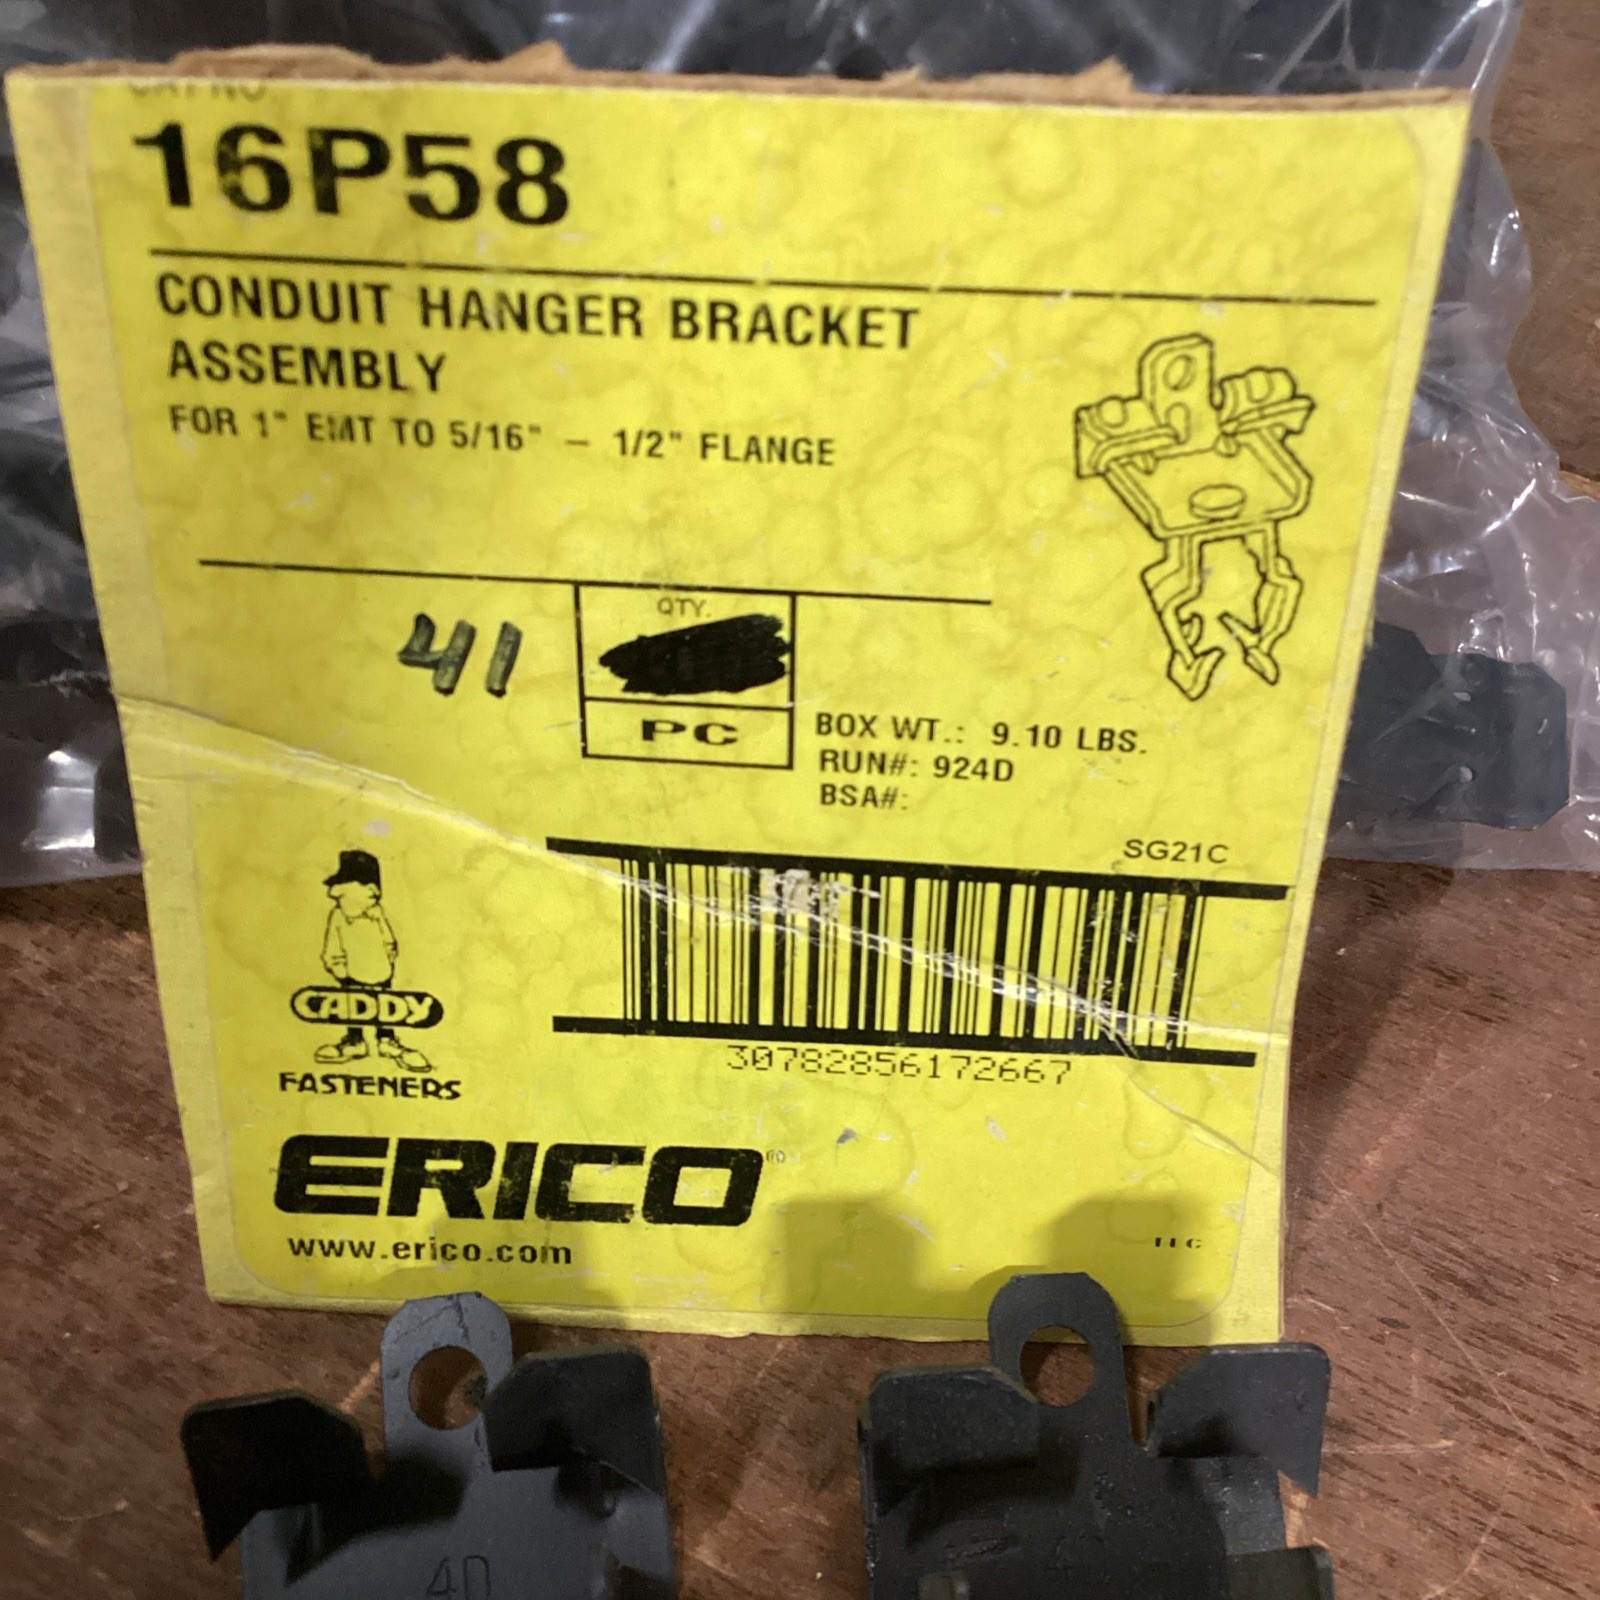 16P58
CONDUIT HANGER BRACKET
ASSEMBLY
FOR 1" EMT TO 5/16" - 1/2" FLANGE
41
QTY.
PC
BOX WT.: 9.10 LBS.
RUN#: 924D
BSA#:
SG21C
30782856172667
CADDY
FASTENERS
ERICO®
www.erico.com
4D